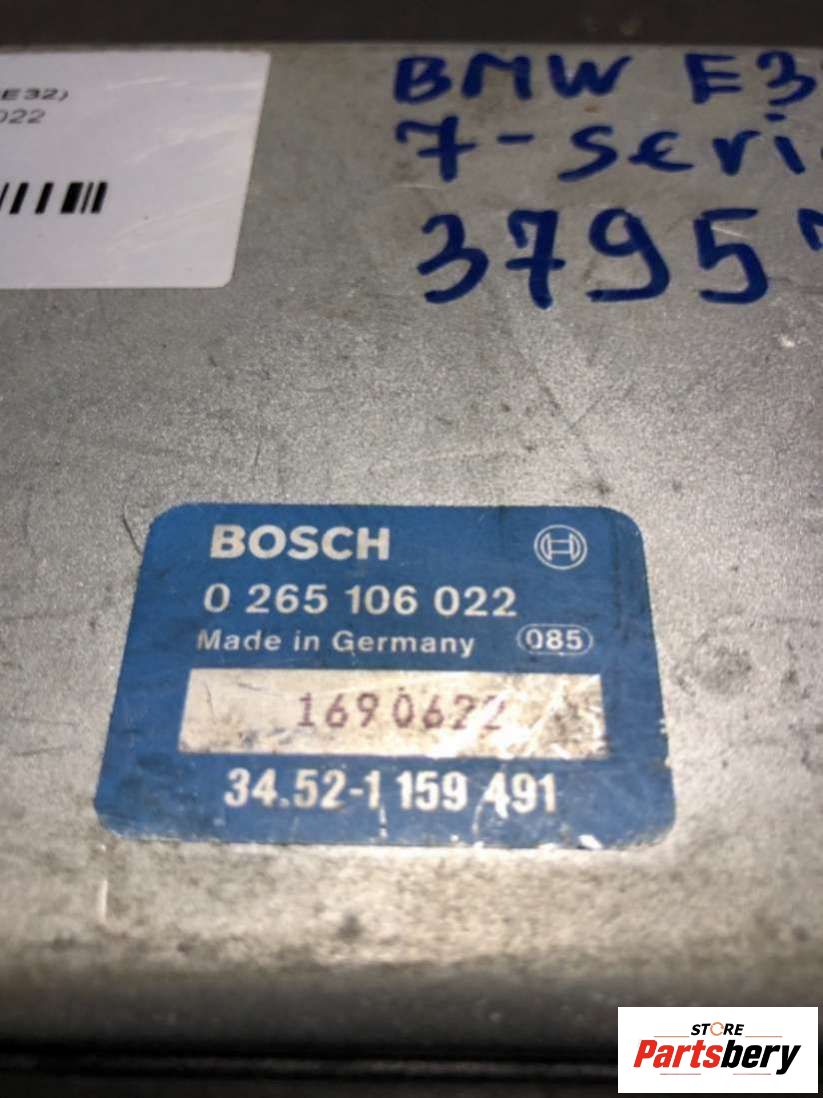 E32)
022
BMW E3
7-seri
3795
BOSCH
0 265 106 022
Made in Germany 085
1690622
34.52-1 159 491
STORE
Partsbery